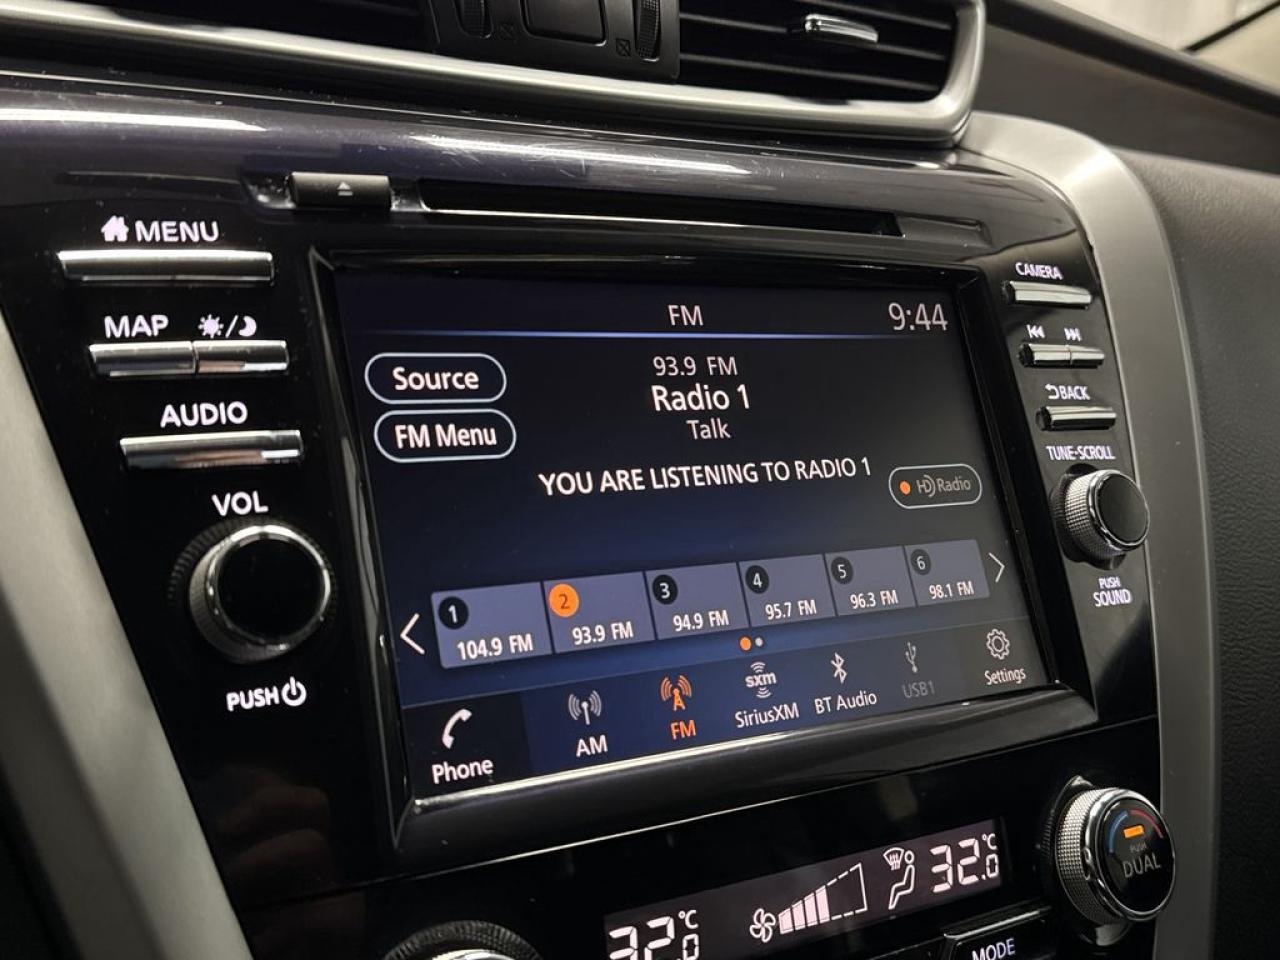 MENU
MAP
AUDIO
VOL
PUSH
FM
9:44
Source
FM Menu
93.9 FM
Radio 1
Talk
YOU ARE LISTENING TO RADIO 1
HD Radio
1
104.9 FM
2
93.9 FM
3
94.9 FM
4
95.7 FM
5
96.3 FM
6
98.1 FM
Phone
AM
FM
sxm
SiriusXM
BT Audio
USB1
Settings
CAMERA
BACK
TUNE·SCROLL
PUSH
SOUND
32.0 °C
32.0 °C
PUSH
DUAL
MODE